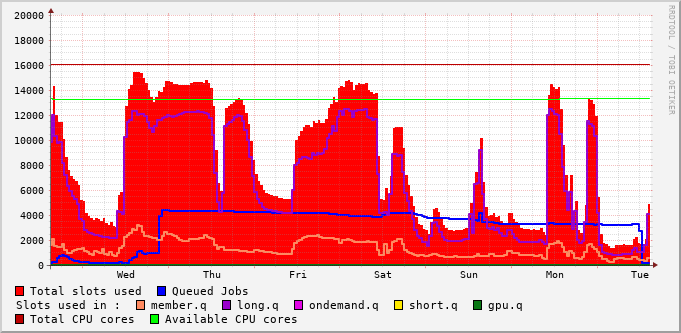 RRDTOOL / TOBI OETIKER
20000
18000
16000
14000
12000
10000
8000
6000
4000
2000
0
Wed Thu Fri Sat Sun Mon Tue
Total slots used Queued Jobs
Slots used in : member.q long.q ondemand.q short.q gpu.q
Total CPU cores Available CPU cores